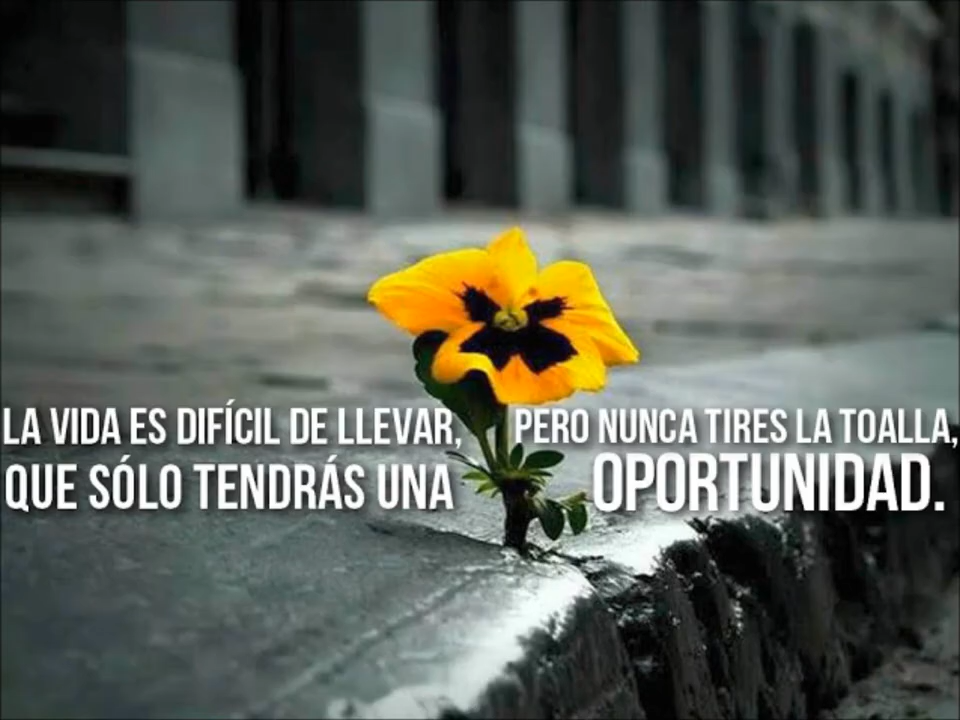 LA VIDA ES DIFÍCIL DE LLEVAR, PERO NUNCA TIRES LA TOALLA,
QUE SÓLO TENDRÁS UNA OPORTUNIDAD.